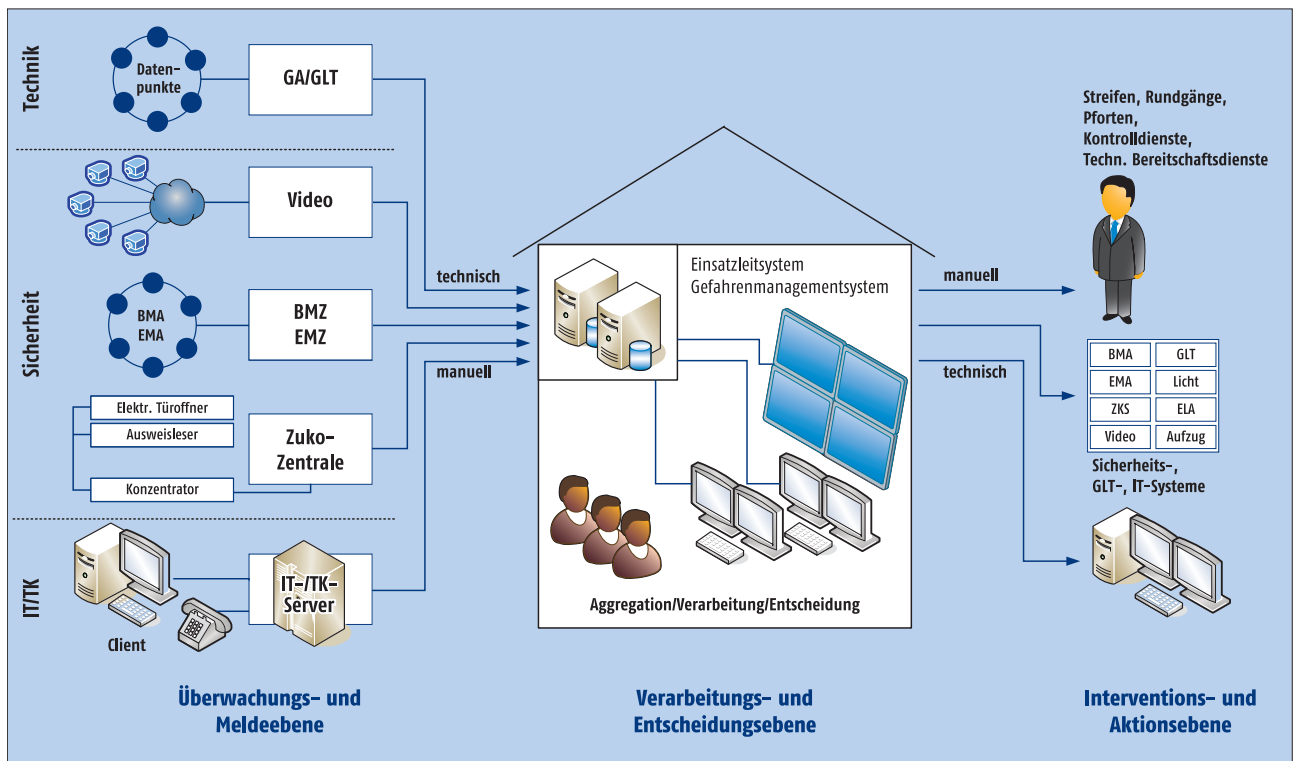 Technik
Daten-
punkte
GA/GLT
Sicherheit
Video
BMA
EMA
BMZ
EMZ
Elektr. Türoffner
Ausweisleser
Konzentrator
Zuko-
Zentrale
IT/TK
Client
IT-/TK-
Server
technisch
manuell
Einsatzleitsystem
Gefahrenmanagementsystem
Aggregation/Verarbeitung/Entscheidung
manuell
technisch
Streifen, Rundgänge,
Pforten,
Kontrolldienste,
Techn. Bereitschaftsdienste
BMA GLT
EMA Licht
ZKS ELA
Video Aufzug
Sicherheits-,
GLT-, IT-Systeme
Überwachungs- und
Meldeebene
Verarbeitungs- und
Entscheidungsebene
Interventions- und
Aktionsebene